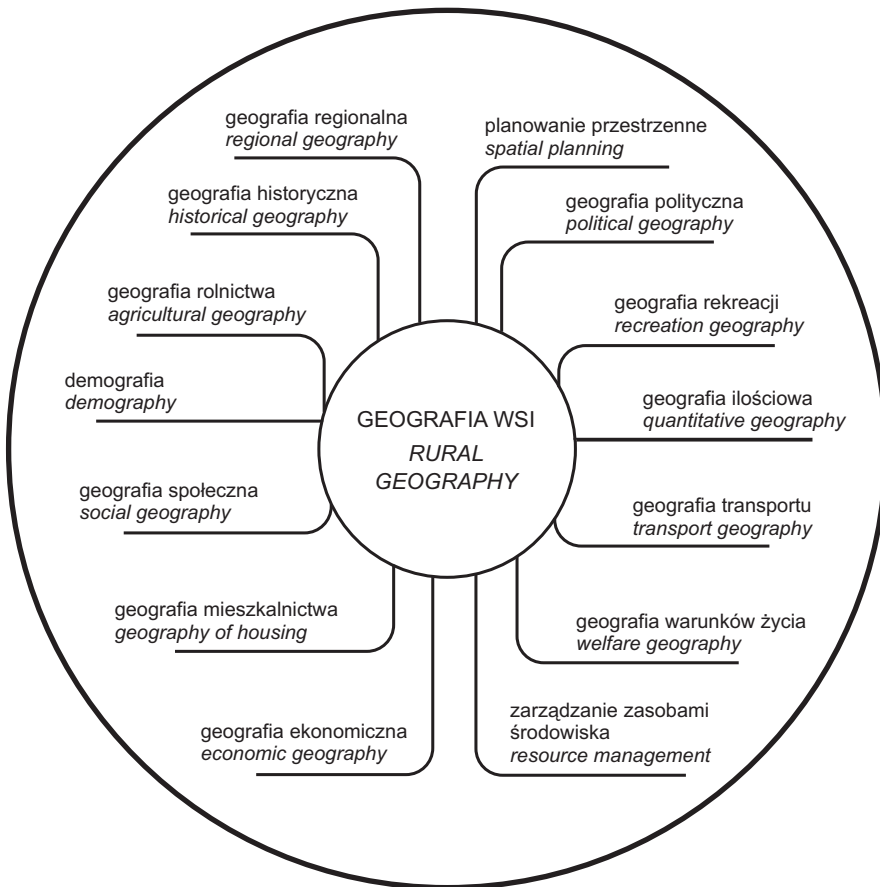 geografia regionalna
regional geography
planowanie przestrzenne
spatial planning
geografia historyczna
historical geography
geografia polityczna
political geography
geografia rolnictwa
agricultural geography
geografia rekreacji
recreation geography
demografia
demography
geografia ilościowa
quantitative geography
GEOGRAFIA WSI
RURAL
GEOGRAPHY
geografia społeczna
social geography
geografia transportu
transport geography
geografia mieszkalnictwa
geography of housing
geografia warunków życia
welfare geography
geografia ekonomiczna
economic geography
zarządzanie zasobami
środowiska
resource management